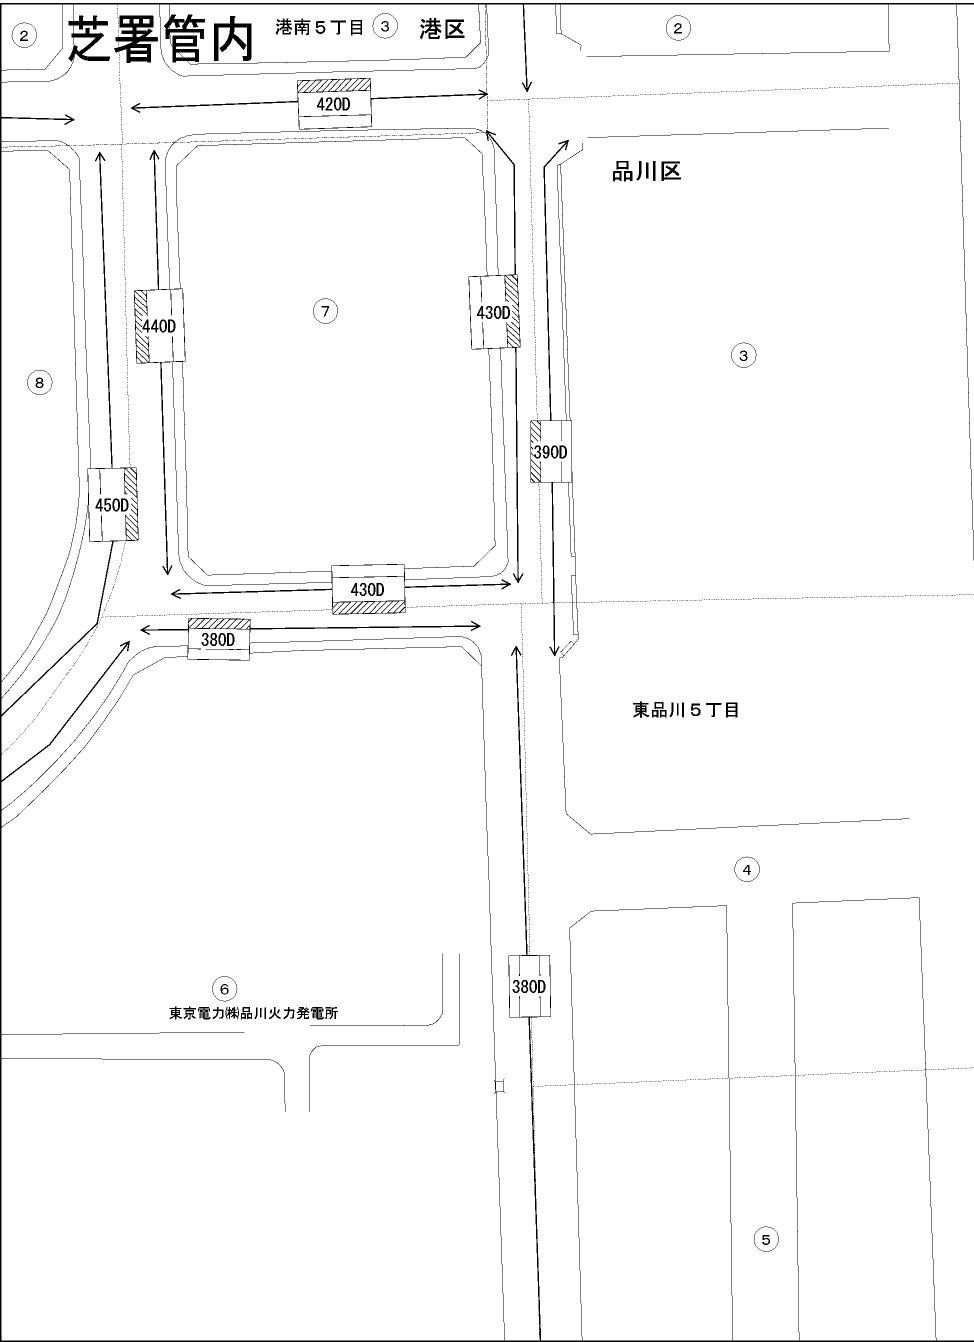 芝署管内
港南５丁目 ③ 港区
②
②
420D
品川区
⑦
440D
430D
③
⑧
390D
450D
430D
380D
東品川５丁目
④
⑥
380D
東京電力㈱品川火力発電所
⑤